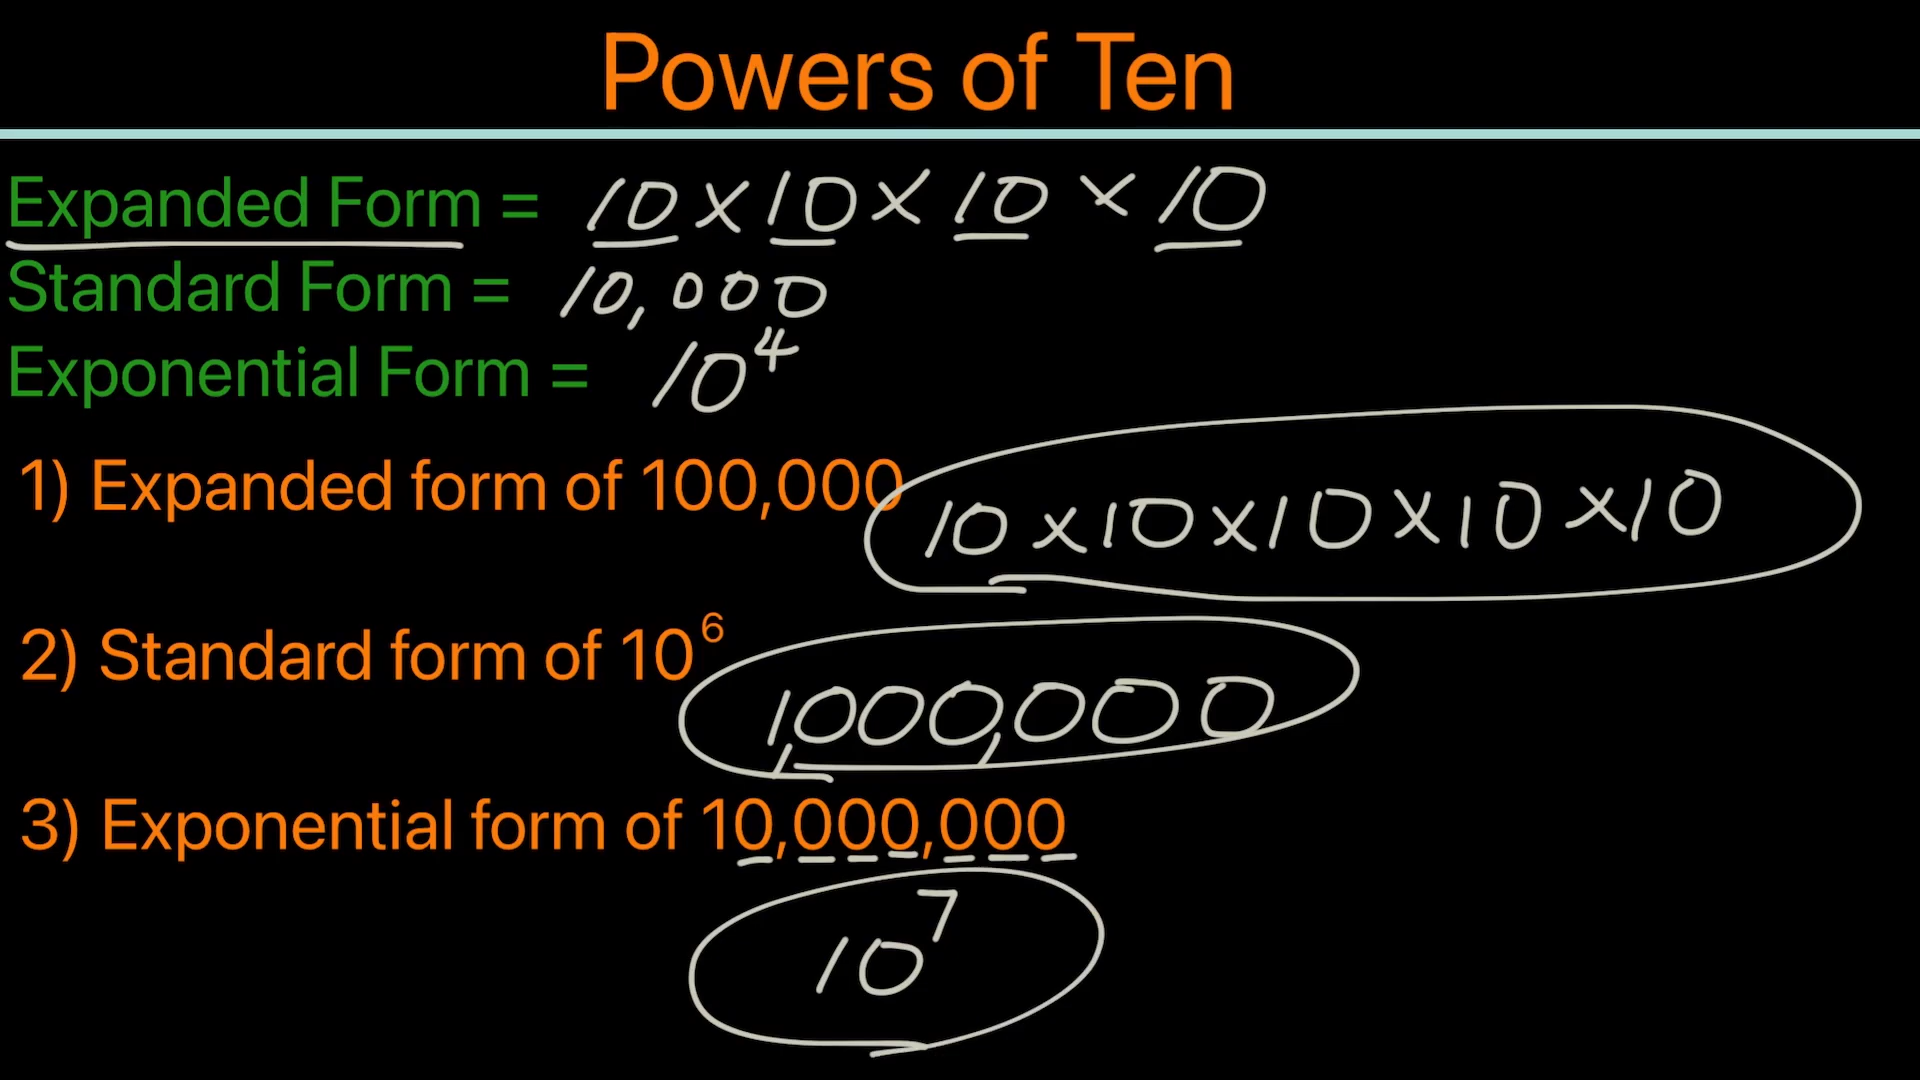 Powers of Ten
Expanded Form = 10 x 10 x 10 x 10
Standard Form = 10,000
Exponential Form = 10⁴
1) Expanded form of 100,000 10 x 10 x 10 x 10 x 10
2) Standard form of 10⁶
1,000,000
3) Exponential form of 10,000,000
10⁷